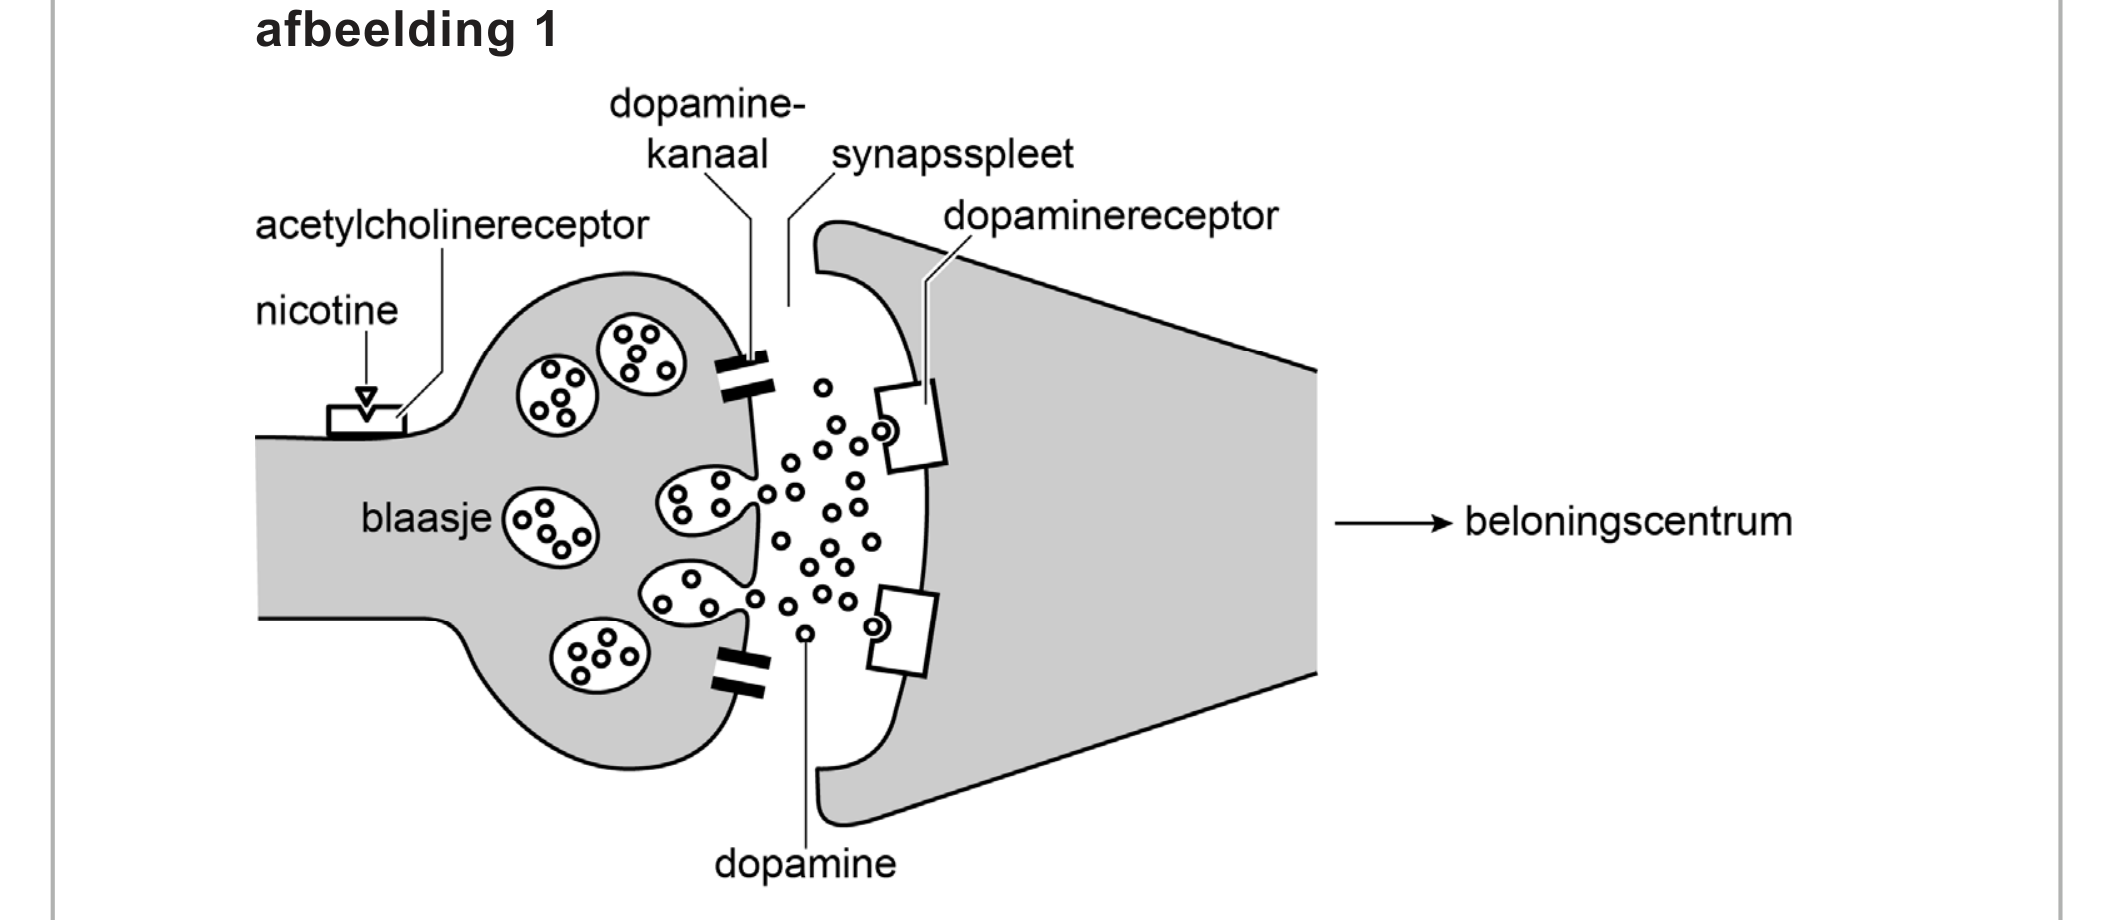 afbeelding 1
dopamine-
kanaal
synapsspleet
dopaminereceptor
acetylcholinereceptor
nicotine
blaasje
beloningscentrum
dopamine